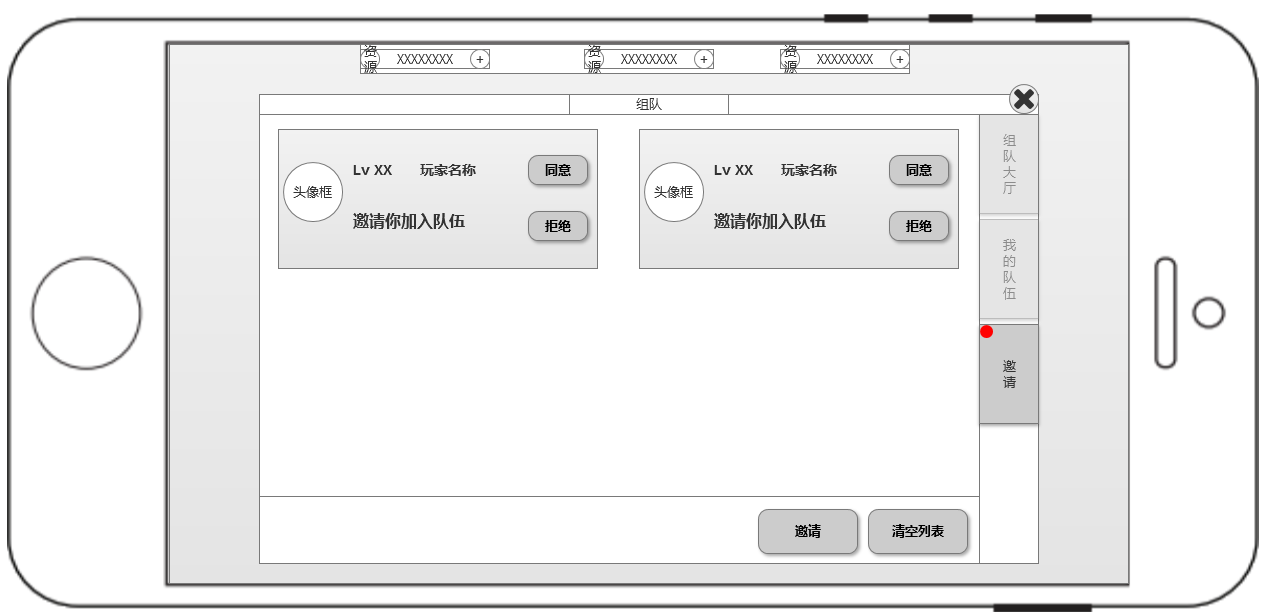 资源 XXXXXXXX + 资源 XXXXXXXX + 资源 XXXXXXXX +
组队
头像框 Lv XX 玩家名称 同意
邀请你加入队伍 拒绝
头像框 Lv XX 玩家名称 同意
邀请你加入队伍 拒绝
组队大厅
我的队伍
邀请
邀请 清空列表